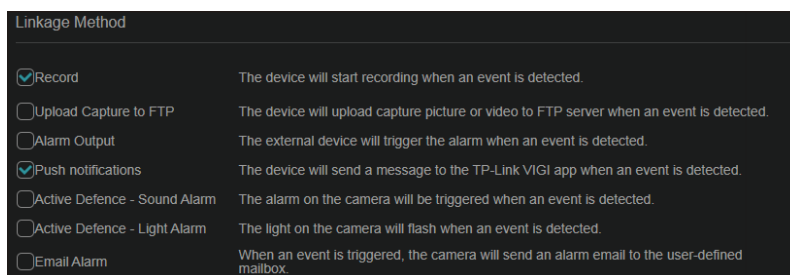 Linkage Method
Record The device will start recording when an event is detected.
Upload Capture to FTP The device will upload capture picture or video to FTP server when an event is detected.
Alarm Output The external device will trigger the alarm when an event is detected.
Push notifications The device will send a message to the TP-Link VIGI app when an event is detected.
Active Defence - Sound Alarm The alarm on the camera will be triggered when an event is detected.
Active Defence - Light Alarm The light on the camera will flash when an event is detected.
Email Alarm When an event is triggered, the camera will send an alarm email to the user-defined
mailbox.